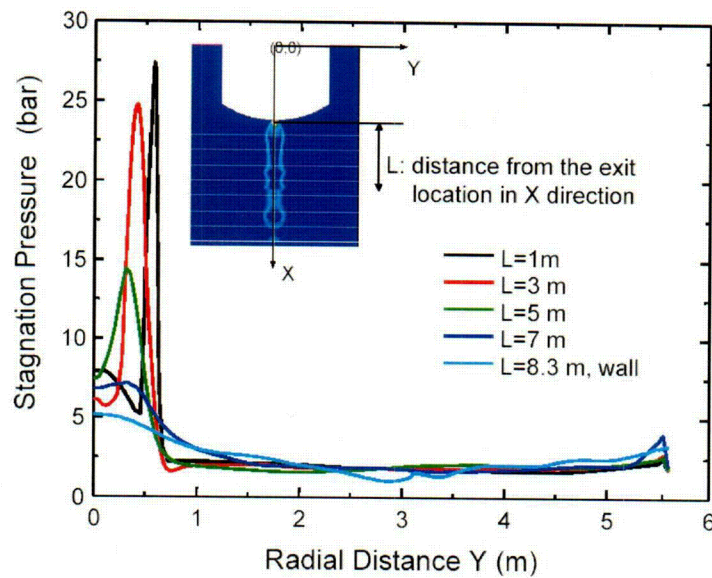 30
25
20
15
10
5
0
0
1
2
3
4
5
6
Stagnation Pressure (bar)
Radial Distance Y (m)
(0,0)
Y
X
L: distance from the exit
location in X direction
L=1m
L=3 m
L=5 m
L=7 m
L=8.3 m, wall